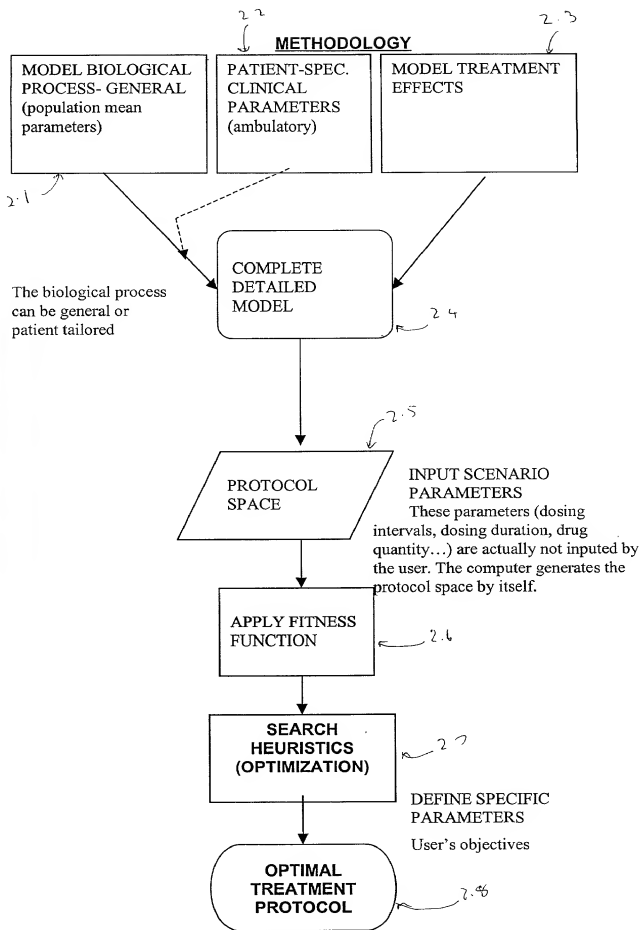 2.2
2.3
METHODOLOGY
MODEL BIOLOGICAL
PROCESS- GENERAL
(population mean
parameters)
PATIENT-SPEC.
CLINICAL
PARAMETERS
(ambulatory)
MODEL TREATMENT
EFFECTS
2.1
COMPLETE
DETAILED
MODEL
The biological process
can be general or
patient tailored
2.4
2.5
PROTOCOL
SPACE
INPUT SCENARIO
PARAMETERS
These parameters (dosing
intervals, dosing duration, drug
quantity...) are actually not inputed by
the user. The computer generates the
protocol space by itself.
APPLY FITNESS
FUNCTION
2.6
SEARCH
HEURISTICS
(OPTIMIZATION)
2.7
DEFINE SPECIFIC
PARAMETERS
User's objectives
OPTIMAL
TREATMENT
PROTOCOL
2.8